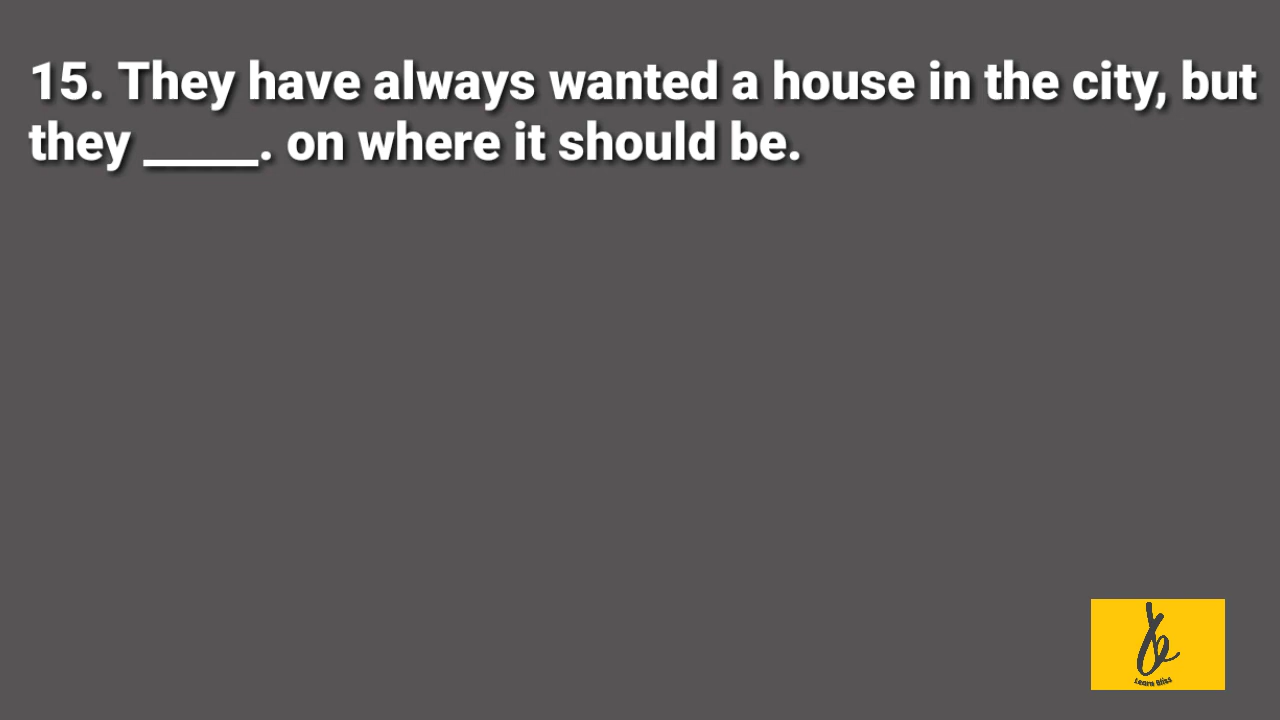 15. They have always wanted a house in the city, but
they _____. on where it should be.
Learn Bliss